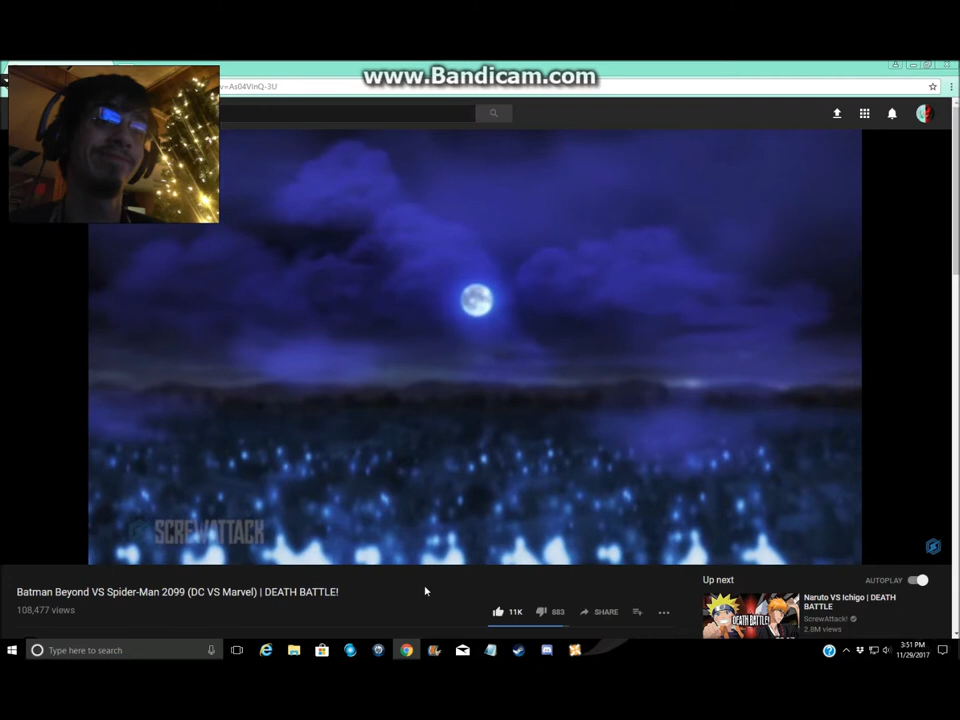 www.Bandicam.com
v=As04VinQ-3U
SCREWATTACK
Batman Beyond VS Spider-Man 2099 (DC VS Marvel) | DEATH BATTLE!
108,477 views
11K
883
SHARE
Up next
AUTOPLAY
DEATH BATTLE!
Naruto VS Ichigo | DEATH
BATTLE
ScrewAttack!
2.8M views
Type here to search
3:51 PM
11/29/2017